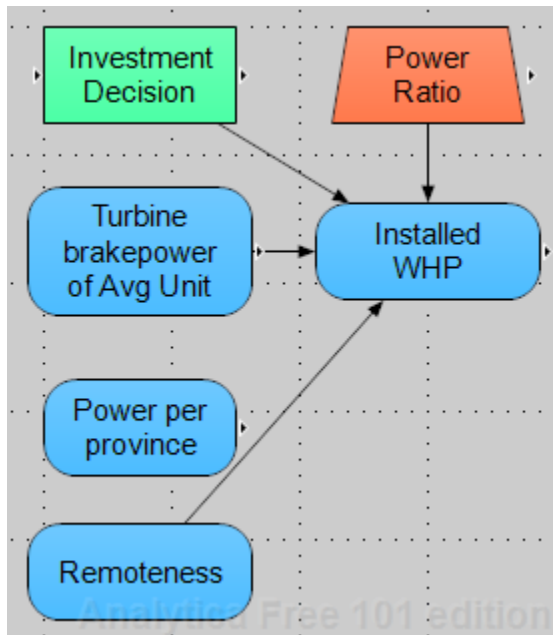 Investment
Decision
Power
Ratio
Turbine
brakepower
of Avg Unit
Installed
WHP
Power per
province
Remoteness
Analytica Free 101 edition